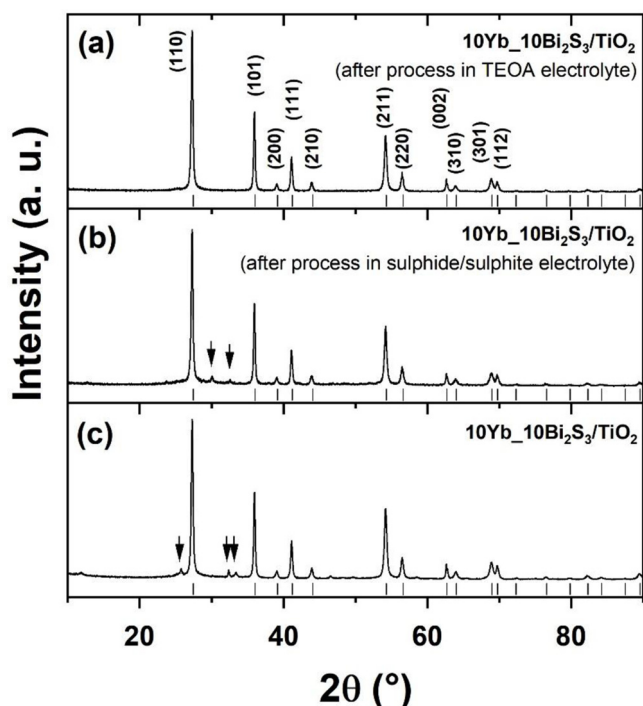 (a)
10Yb_10Bi₂S₃/TiO₂
(after process in TEOA electrolyte)
(110)
(101)
(200)
(111)
(210)
(211)
(220)
(002)
(310)
(301)
(112)
(b)
10Yb_10Bi₂S₃/TiO₂
(after process in sulphide/sulphite electrolyte)
(c)
10Yb_10Bi₂S₃/TiO₂
Intensity (a. u.)
20
40
60
80
2θ (°)